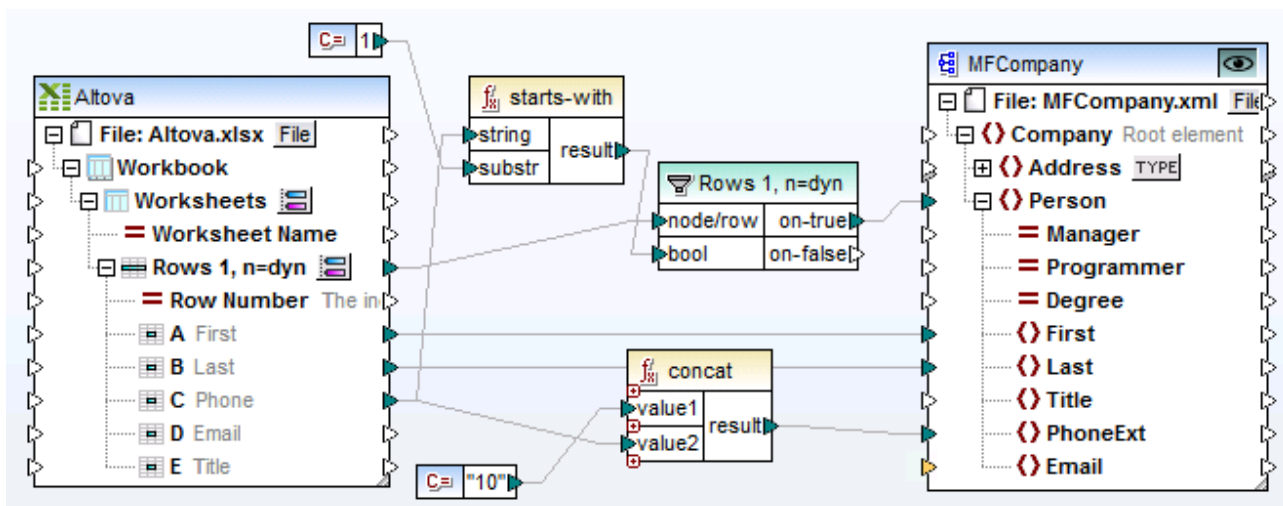 C= 1
Altova
File: Altova.xlsx File
Workbook
Worksheets
Worksheet Name
Rows 1, n=dyn
Row Number The in
A First
B Last
C Phone
D Email
E Title
starts-with
string
substr
result
Rows 1, n=dyn
node/row on-true
bool on-false
concat
value1
value2
result
C= "10"
MFCompany
File: MFCompany.xml File
Company Root element
Address TYPE
Person
Manager
Programmer
Degree
First
Last
Title
PhoneExt
Email